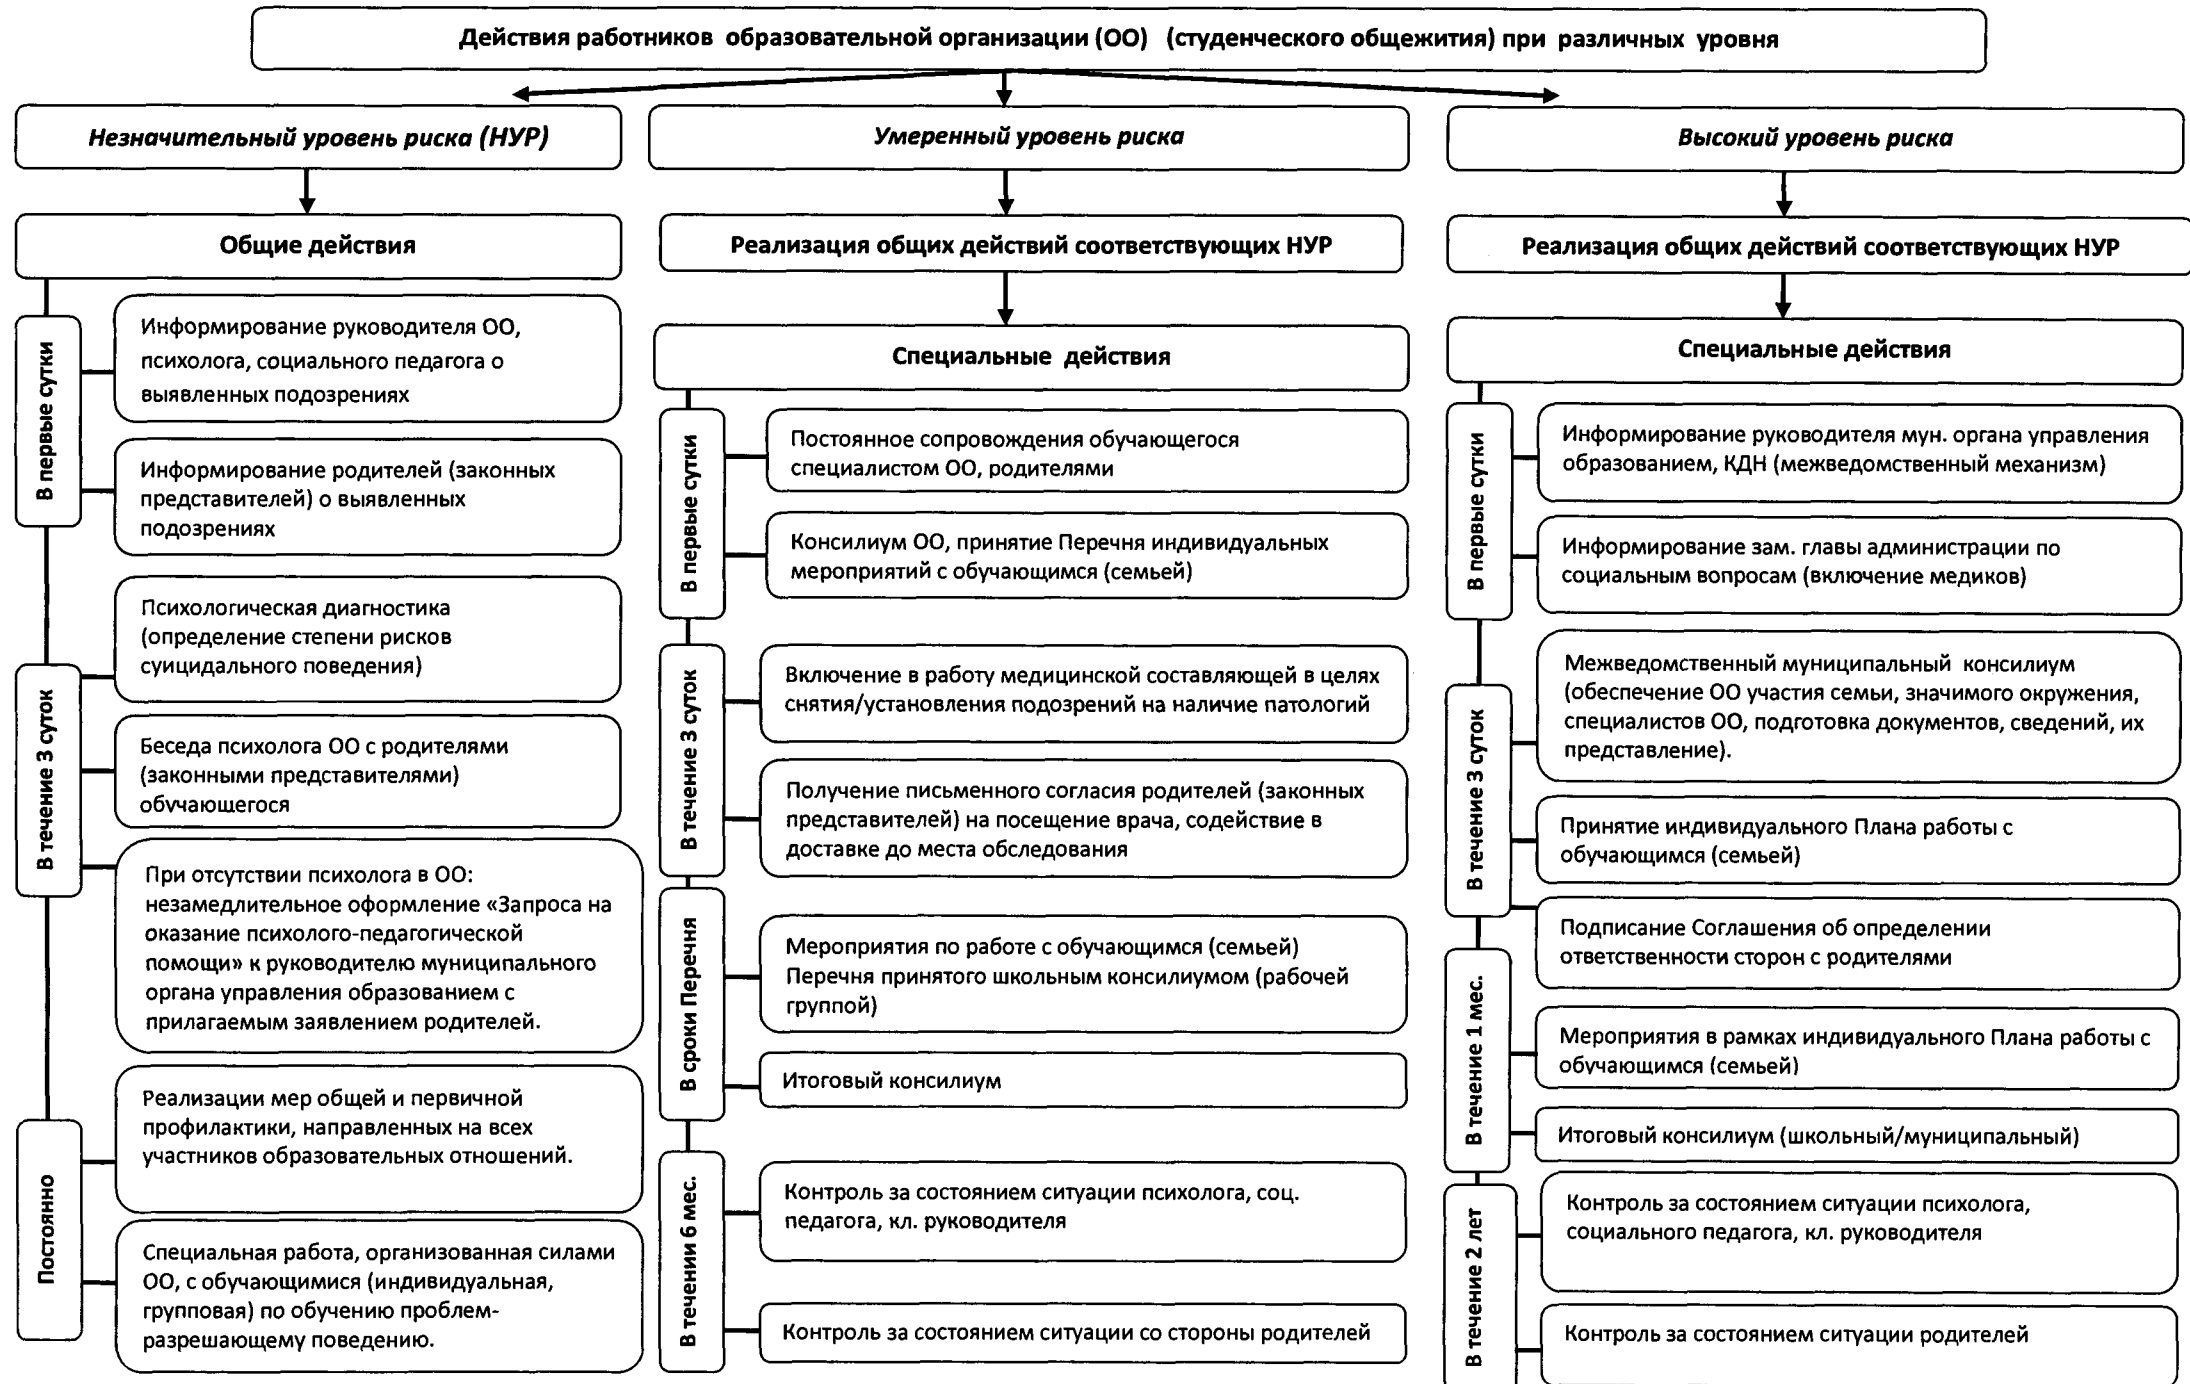 Действия работников образовательной организации (ОО) (студенческого общежития) при различных уровня
Незначительный уровень риска (НУР)
Общие действия
В первые сутки
Информирование руководителя ОО,
психолога, социального педагога о
выявленных подозрениях
Информирование родителей (законных
представителей) о выявленных
подозрениях
В течение 3 суток
Психологическая диагностика
(определение степени рисков
суицидального поведения)
Беседа психолога ОО с родителями
(законными представителями)
обучающегося
При отсутствии психолога в ОО:
незамедлительное оформление «Запроса на
оказание психолого-педагогической
помощи» к руководителю муниципального
органа управления образованием с
прилагаемым заявлением родителей.
Постоянно
Реализации мер общей и первичной
профилактики, направленных на всех
участников образовательных отношений.
Специальная работа, организованная силами
ОО, с обучающимися (индивидуальная,
групповая) по обучению проблем-
разрешающему поведению.
Умеренный уровень риска
Реализация общих действий соответствующих НУР
Специальные действия
В первые сутки
Постоянное сопровождения обучающегося
специалистом ОО, родителями
Консилиум ОО, принятие Перечня индивидуальных
мероприятий с обучающимся (семьей)
В течение 3 суток
Включение в работу медицинской составляющей в целях
снятия/установления подозрений на наличие патологий
Получение письменного согласия родителей (законных
представителей) на посещение врача, содействие в
доставке до места обследования
В сроки Перечня
Мероприятия по работе с обучающимся (семьей)
Перечня принятого школьным консилиумом (рабочей
группой)
Итоговый консилиум
В течении 6 мес.
Контроль за состоянием ситуации психолога, соц.
педагога, кл. руководителя
Контроль за состоянием ситуации со стороны родителей
Высокий уровень риска
Реализация общих действий соответствующих НУР
Специальные действия
В первые сутки
Информирование руководителя мун. органа управления
образованием, КДН (межведомственный механизм)
Информирование зам. главы администрации по
социальным вопросам (включение медиков)
В течение 3 суток
Межведомственный муниципальный консилиум
(обеспечение ОО участия семьи, значимого окружения,
специалистов ОО, подготовка документов, сведений, их
представление).
Принятие индивидуального Плана работы с
обучающимся (семьей)
Подписание Соглашения об определении
ответственности сторон с родителями
В течение 1 мес.
Мероприятия в рамках индивидуального Плана работы с
обучающимся (семьей)
Итоговый консилиум (школьный/муниципальный)
В течение 2 лет
Контроль за состоянием ситуации психолога,
социального педагога, кл. руководителя
Контроль за состоянием ситуации родителей